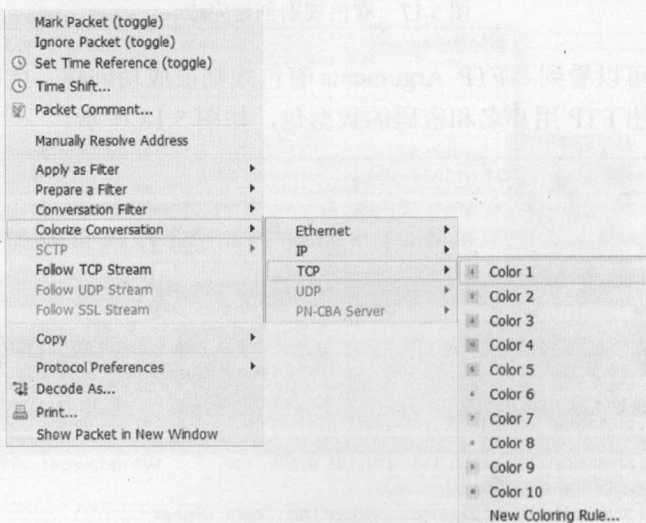 Mark Packet (toggle)
Ignore Packet (toggle)
Set Time Reference (toggle)
Time Shift...
Packet Comment...
Manually Resolve Address
Apply as Filter
Prepare a Filter
Conversation Filter
Colorize Conversation
SCTP
Follow TCP Stream
Follow UDP Stream
Follow SSL Stream
Copy
Protocol Preferences
Decode As...
Print...
Show Packet in New Window
Ethernet
IP
TCP
UDP
PN-CBA Server
Color 1
Color 2
Color 3
Color 4
Color 5
Color 6
Color 7
Color 8
Color 9
Color 10
New Coloring Rule...